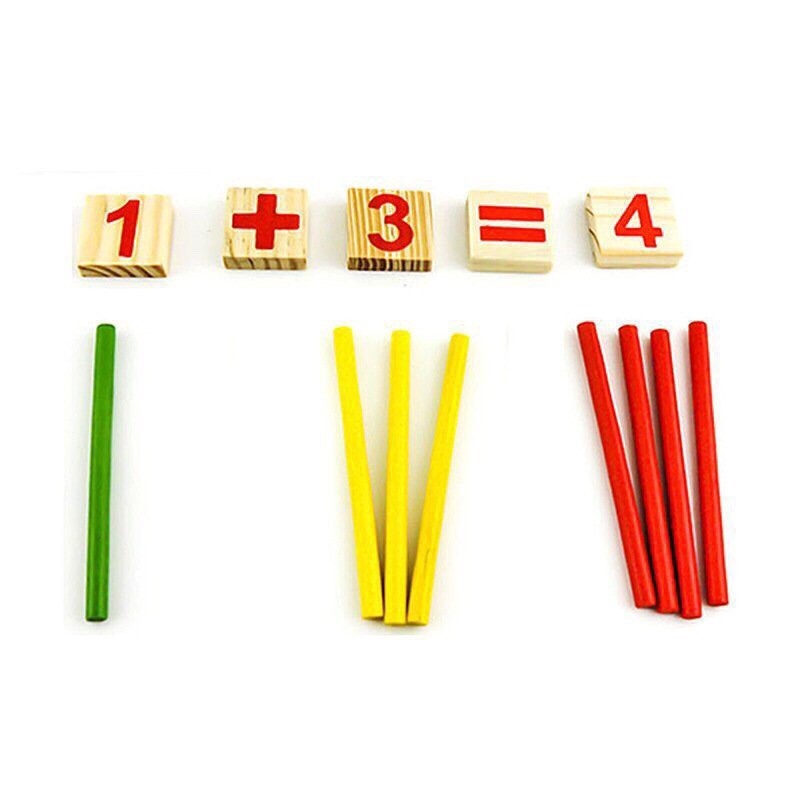 1 + 3 = 4